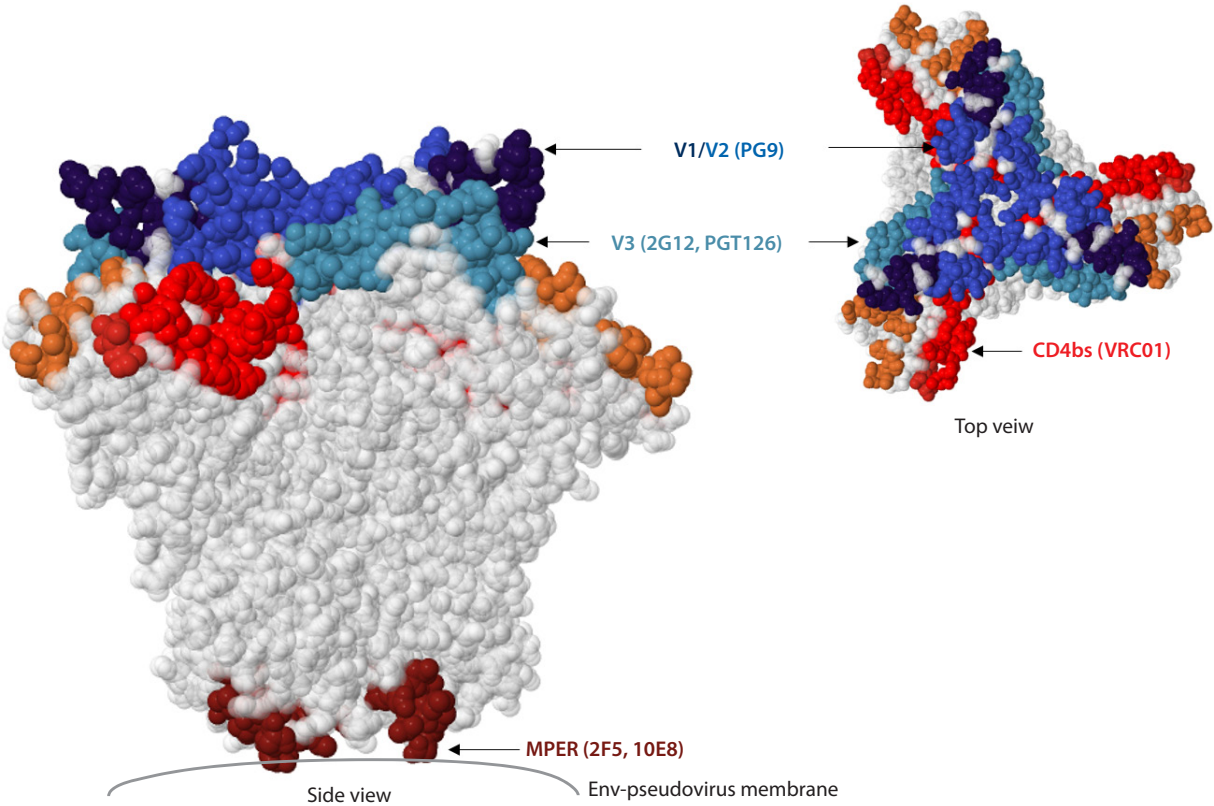 V1/V2 (PG9)
V3 (2G12, PGT126)
CD4bs (VRC01)
Top veiw
MPER (2F5, 10E8)
Side view
Env-pseudovirus membrane